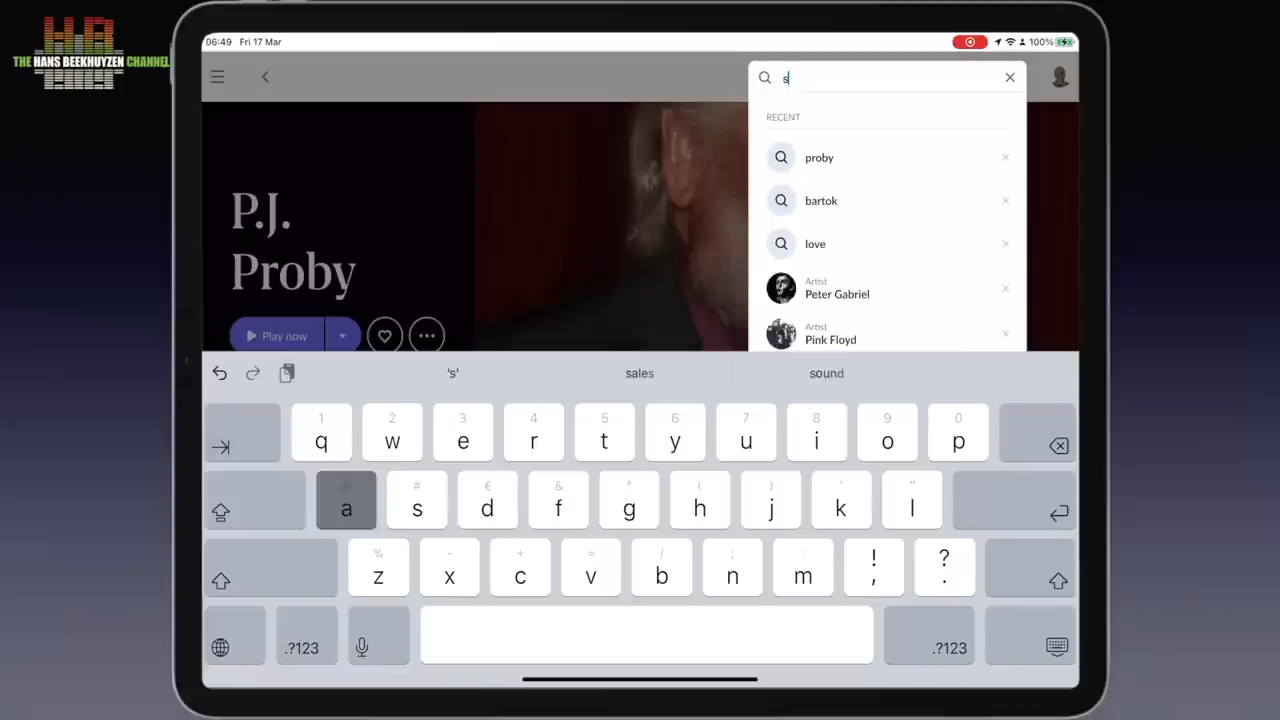 THE HANS BEEKHUYZEN CHANNEL
06:49 Fri 17 Mar
100%
s
RECENT
proby
bartok
love
Artist
Peter Gabriel
Artist
Pink Floyd
P.J.
Proby
Play now
's' sales sound
1 2 3 4 5 6 7 8 9 0
q w e r t y u i o p
@ # € & * ( ) ' "
a s d f g h j k l
% - + = / ; : ! ?
z x c v b n m , .
.?123 .?123